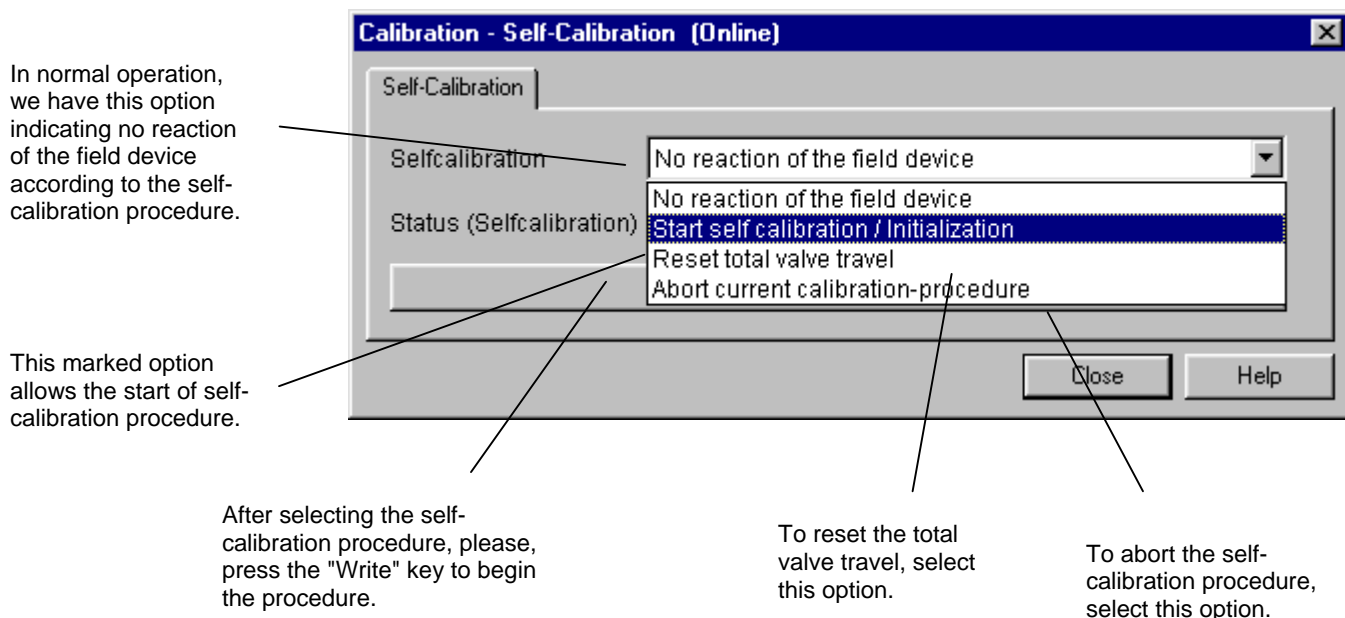 Calibration - Self-Calibration (Online)
In normal operation,
we have this option
indicating no reaction
of the field device
according to the self-
calibration procedure.
Self-Calibration
Selfcalibration
No reaction of the field device
No reaction of the field device
Status (Selfcalibration)
Start self calibration / Initialization
Reset total valve travel
Abort current calibration-procedure
This marked option
allows the start of self-
calibration procedure.
Close
Help
After selecting the self-
calibration procedure, please,
press the "Write" key to begin
the procedure.
To reset the total
valve travel, select
this option.
To abort the self-
calibration procedure,
select this option.